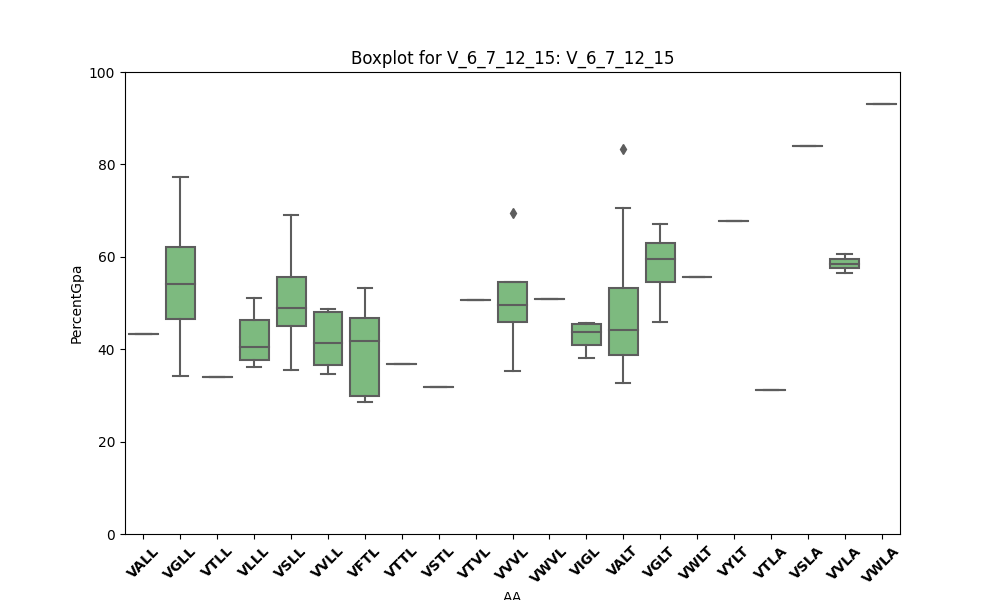 Boxplot for V_6_7_12_15: V_6_7_12_15
100
80
60
40
20
0
PercentGpa
VALL VGLL VTLL VLLL VSLL VVLL VFTL VTTL VSTL VTVL VVVL VWVL VIGL VALT VGLT VWLT VYLT VTLA VSLA VVLA VWLA
AA